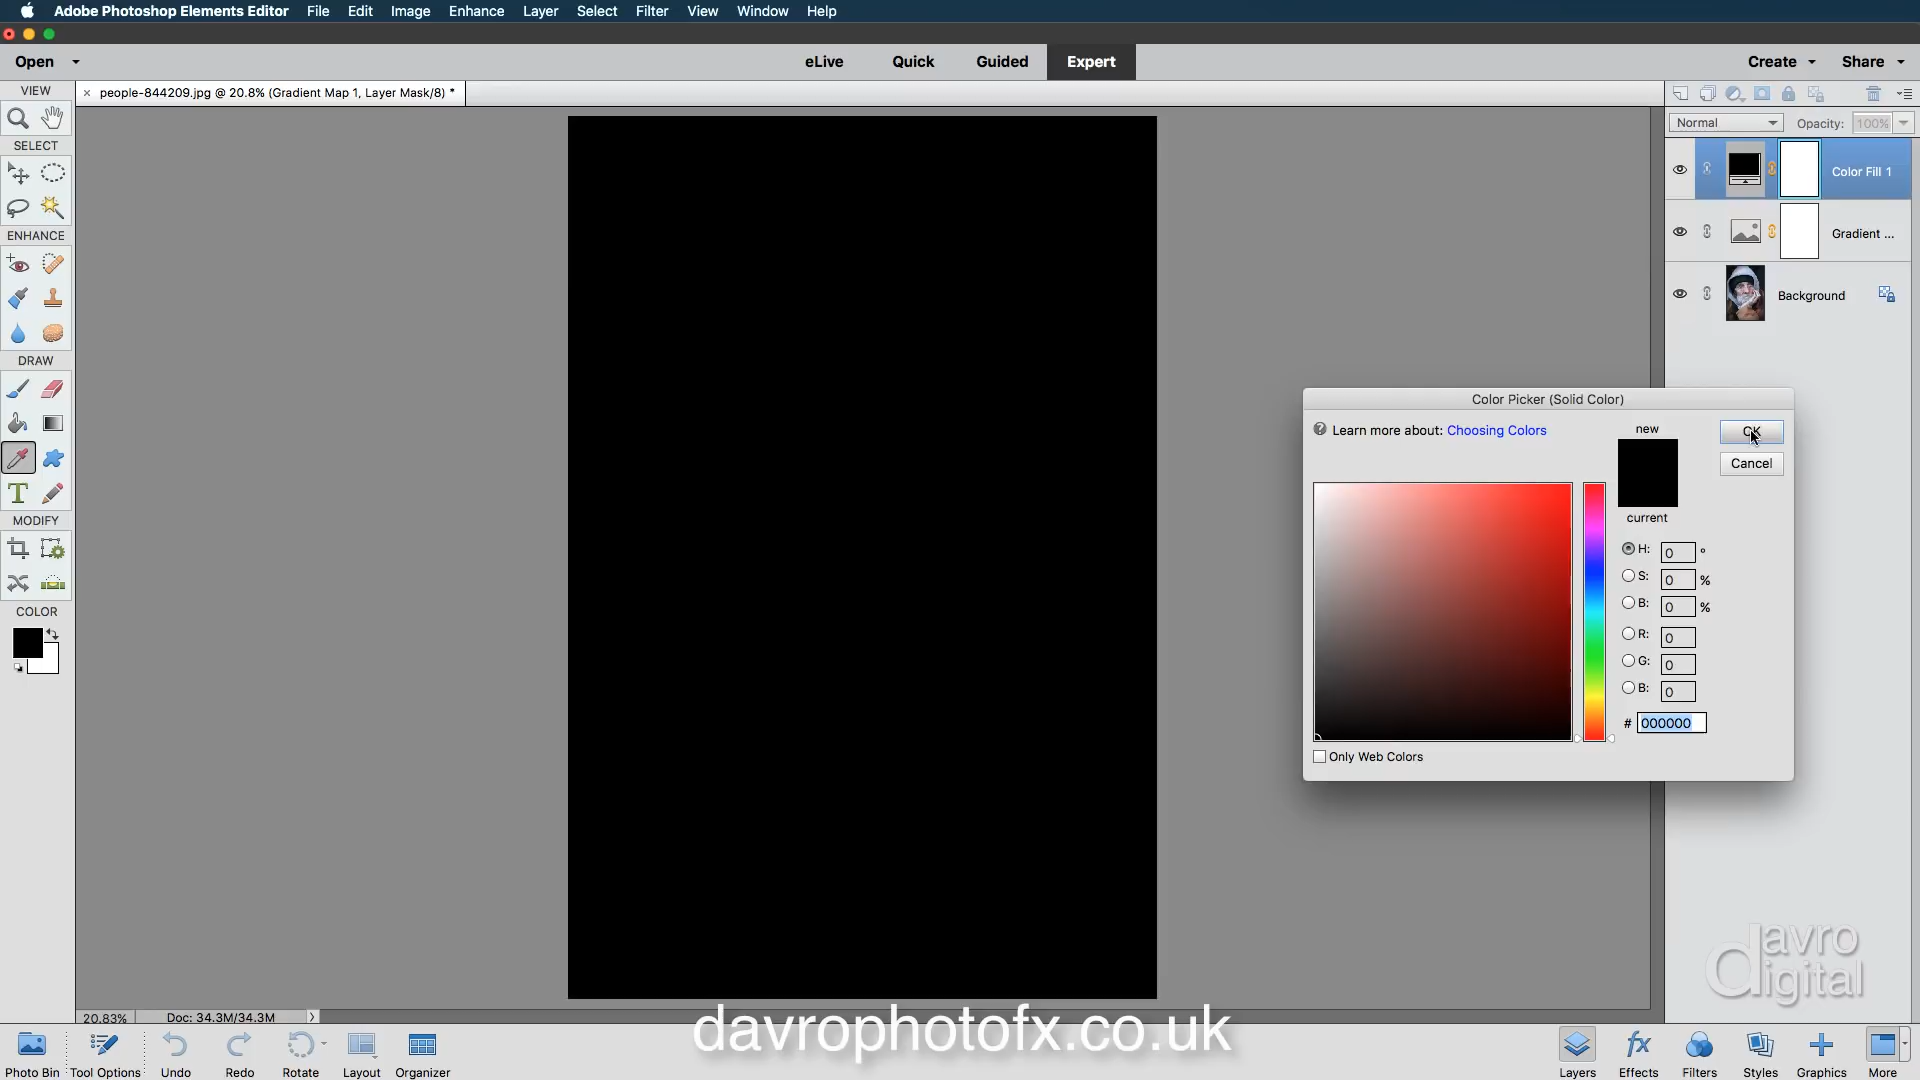 Adobe Photoshop Elements Editor File Edit Image Enhance Layer Select Filter View Window Help
Open eLive Quick Guided Expert Create Share
VIEW
× people-844209.jpg @ 20.8% (Gradient Map 1, Layer Mask/8) *
Normal Opacity: 100%
SELECT
Color Fill 1
ENHANCE
Gradient ...
Background
DRAW
T
MODIFY
COLOR
Color Picker (Solid Color)
Learn more about: Choosing Colors
new
OK
Cancel
current
H: 0 °
S: 0 %
B: 0 %
R: 0
G: 0
B: 0
# 000000
Only Web Colors
davro
digital
20.83% Doc: 34.3M/34.3M
davrophotofx.co.uk
Photo Bin Tool Options Undo Redo Rotate Layout Organizer
fx
Layers Effects Filters Styles Graphics More